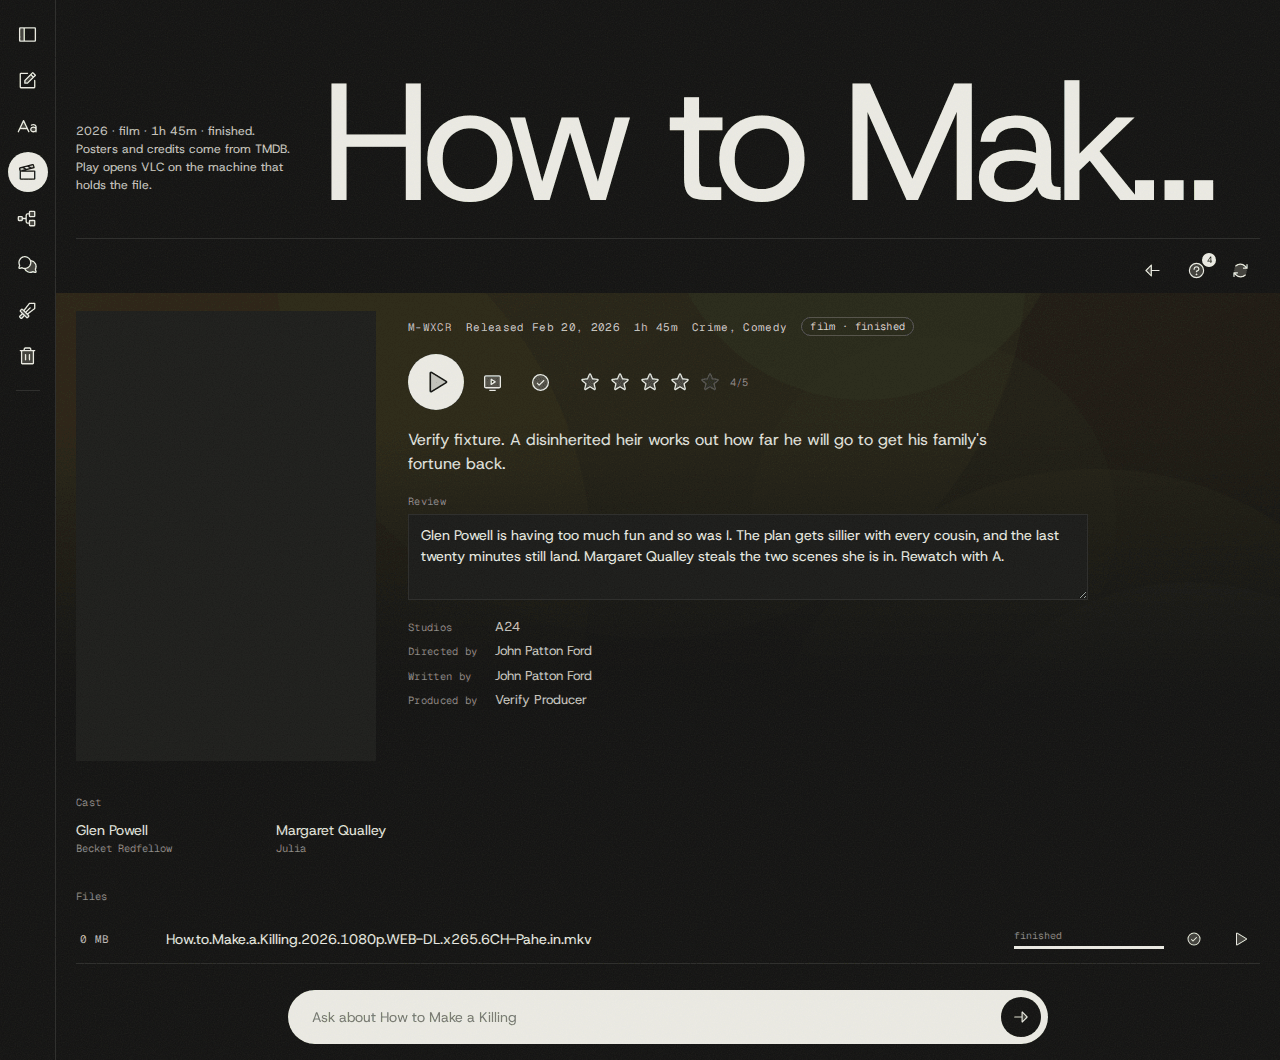 Aa
2026 · film · 1h 45m · finished.
Posters and credits come from TMDB.
Play opens VLC on the machine that
holds the file.
How to Mak...
4
M-WXCR Released Feb 20, 2026 1h 45m Crime, Comedy film · finished
4/5
Verify fixture. A disinherited heir works out how far he will go to get his family's
fortune back.
Review
Glen Powell is having too much fun and so was I. The plan gets sillier with every cousin, and the last
twenty minutes still land. Margaret Qualley steals the two scenes she is in. Rewatch with A.
Studios A24
Directed by John Patton Ford
Written by John Patton Ford
Produced by Verify Producer
Cast
Glen Powell Margaret Qualley
Becket Redfellow Julia
Files
0 MB How.to.Make.a.Killing.2026.1080p.WEB-DL.x265.6CH-Pahe.in.mkv finished
Ask about How to Make a Killing